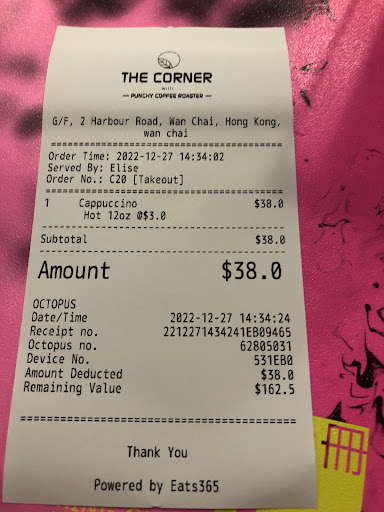 THE CORNER
with
— PUNCHY COFFEE ROASTER —
G/F, 2 Harbour Road, Wan Chai, Hong Kong,
wan chai
Order Time: 2022-12-27 14:34:02
Served By: Elise
Order No.: C20 [Takeout]
1 Cappuccino $38.0
Hot 12oz @$3.0
Subtotal $38.0
Amount $38.0
OCTOPUS
Date/Time 2022-12-27 14:34:24
Receipt no. 2212271434241EB09465
Octopus no. 62805031
Device No. 531EB0
Amount Deducted $38.0
Remaining Value $162.5
Thank You
Powered by Eats365